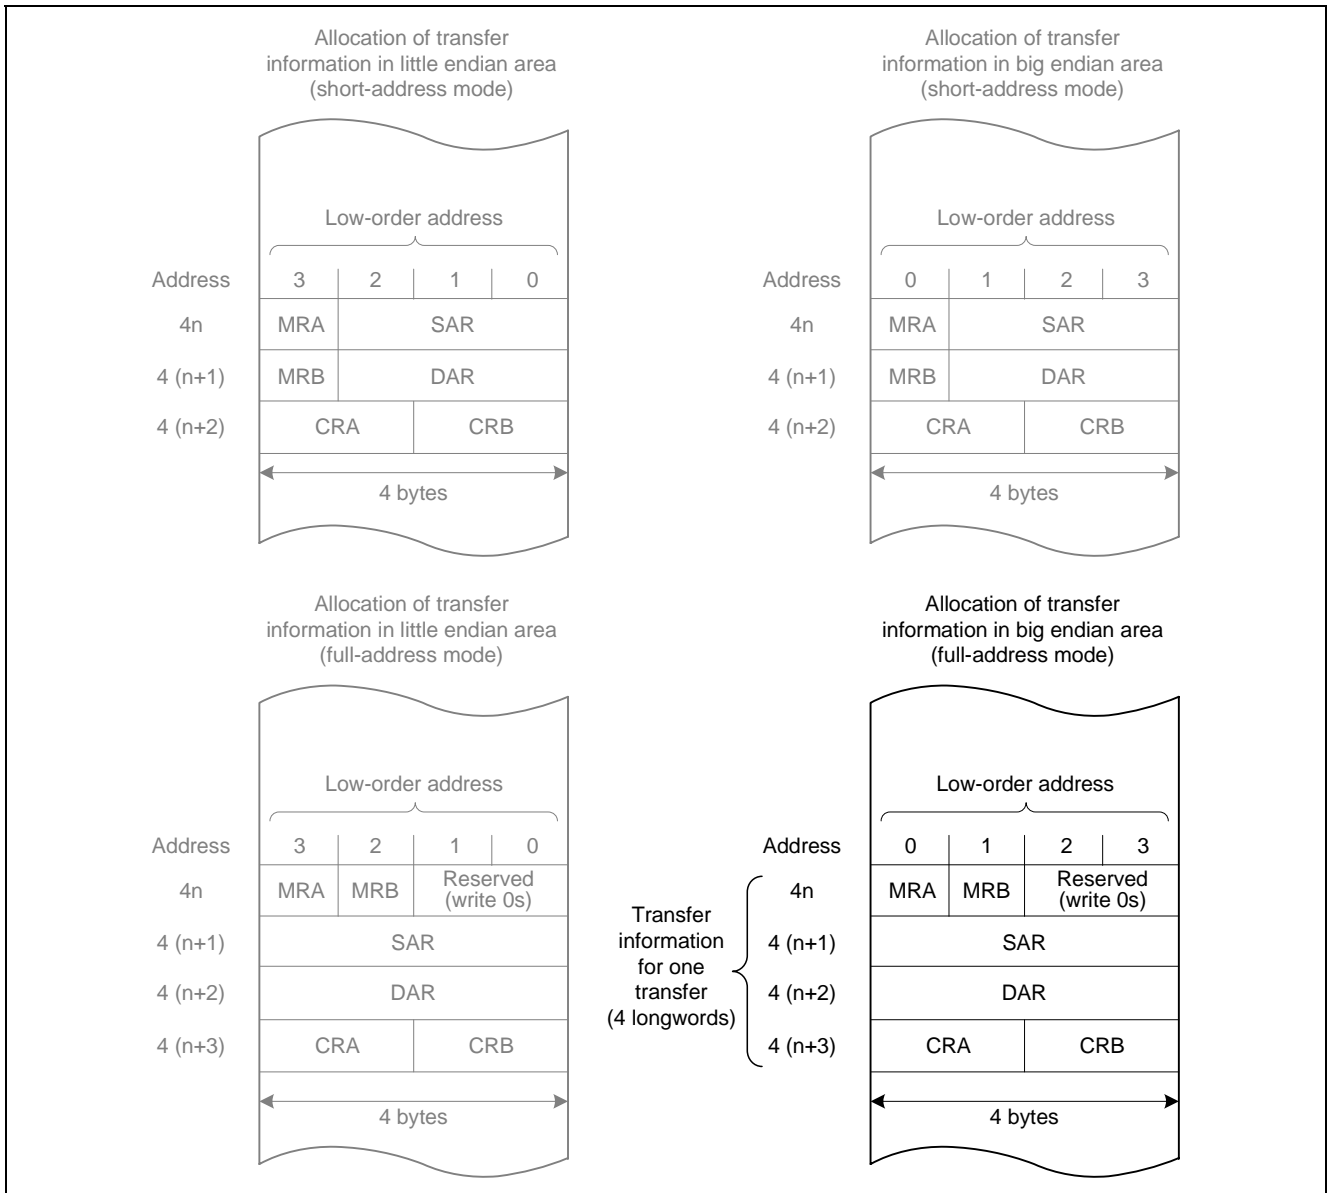 Allocation of transfer
information in little endian area
(short-address mode)
Low-order address
Address 3 2 1 0
4n MRA SAR
4 (n+1) MRB DAR
4 (n+2) CRA CRB
4 bytes
Allocation of transfer
information in big endian area
(short-address mode)
Low-order address
Address 0 1 2 3
4n MRA SAR
4 (n+1) MRB DAR
4 (n+2) CRA CRB
4 bytes
Allocation of transfer
information in little endian area
(full-address mode)
Low-order address
Address 3 2 1 0
4n MRA MRB Reserved
(write 0s)
4 (n+1) SAR
4 (n+2) DAR
4 (n+3) CRA CRB
4 bytes
Allocation of transfer
information in big endian area
(full-address mode)
Low-order address
Transfer
information
for one
transfer
(4 longwords)
Address 0 1 2 3
4n MRA MRB Reserved
(write 0s)
4 (n+1) SAR
4 (n+2) DAR
4 (n+3) CRA CRB
4 bytes